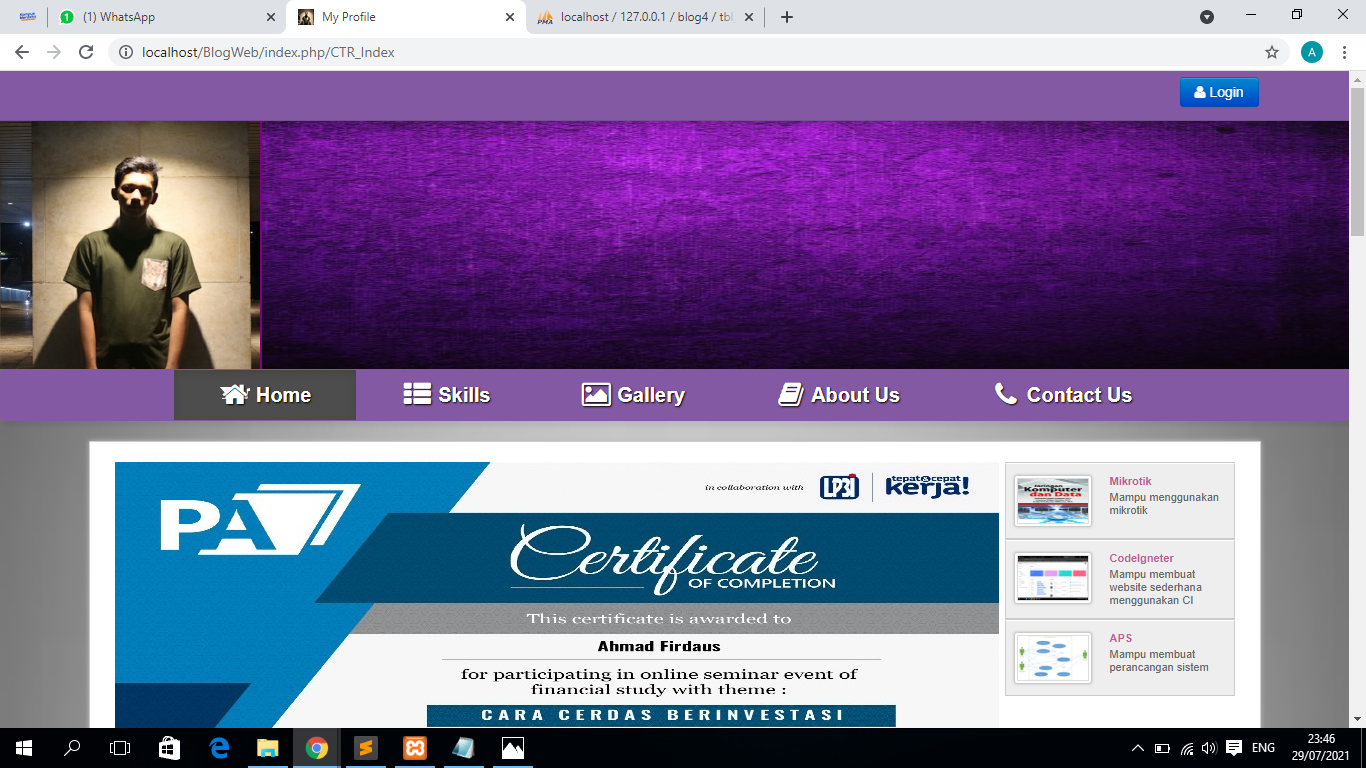 (1) WhatsApp
My Profile
PMA
localhost / 127.0.0.1 / blog4 / tbl
localhost/BlogWeb/index.php/CTR_Index
A
Login
Home
Skills
Gallery
About Us
Contact Us
PA
in collaboration with
LP3I
tepat&cepat
kerja!
Certificate
OF COMPLETION
This certificate is awarded to
Ahmad Firdaus
for participating in online seminar event of
financial study with theme :
CARA CERDAS BERINVESTASI
Jaringan
Komputer
dan Data
Mikrotik
Mampu menggunakan
mikrotik
CodeIgneter
Mampu membuat
website sederhana
menggunakan CI
APS
Mampu membuat
perancangan sistem
ENG
23:46
29/07/2021